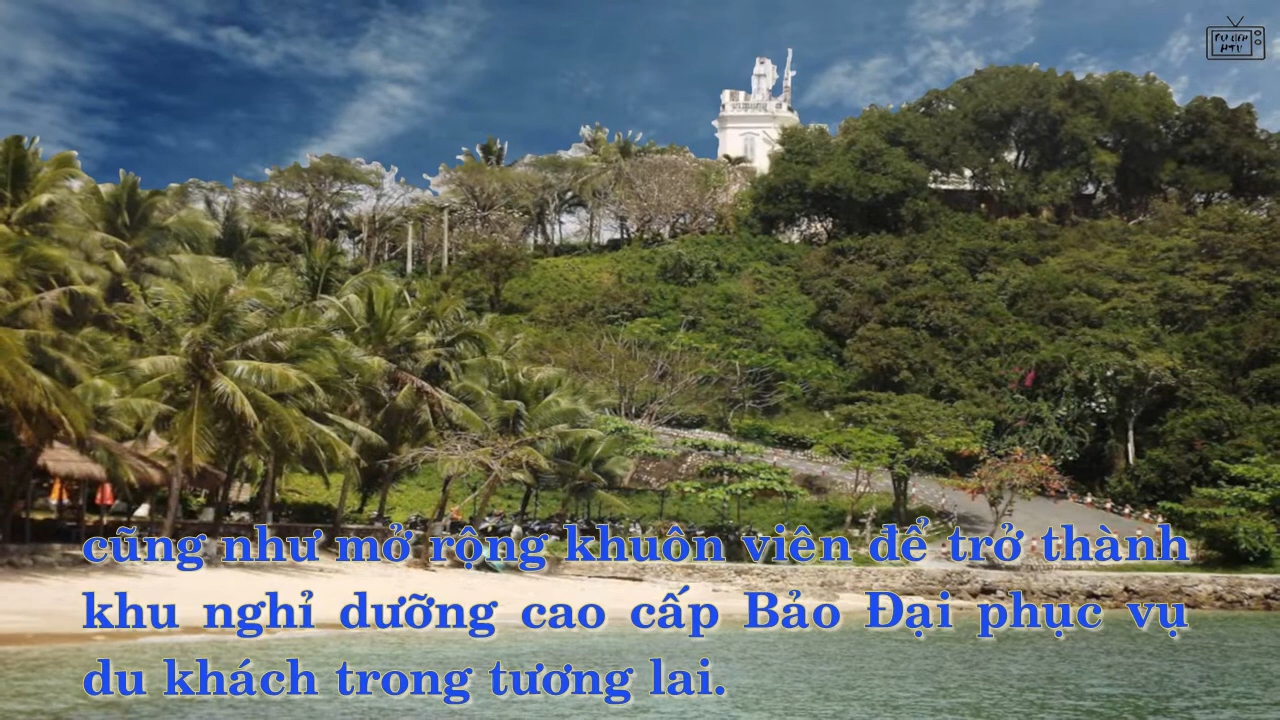 cũng như mở rộng khuôn viên để trở thành
khu nghỉ dưỡng cao cấp Bảo Đại phục vụ
du khách trong tương lai.